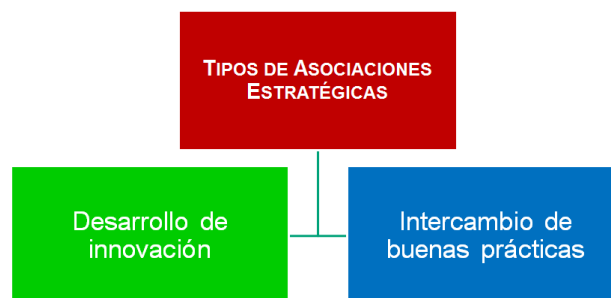 TIPOS DE ASOCIACIONES
ESTRATÉGICAS
Desarrollo de
innovación
Intercambio de
buenas prácticas